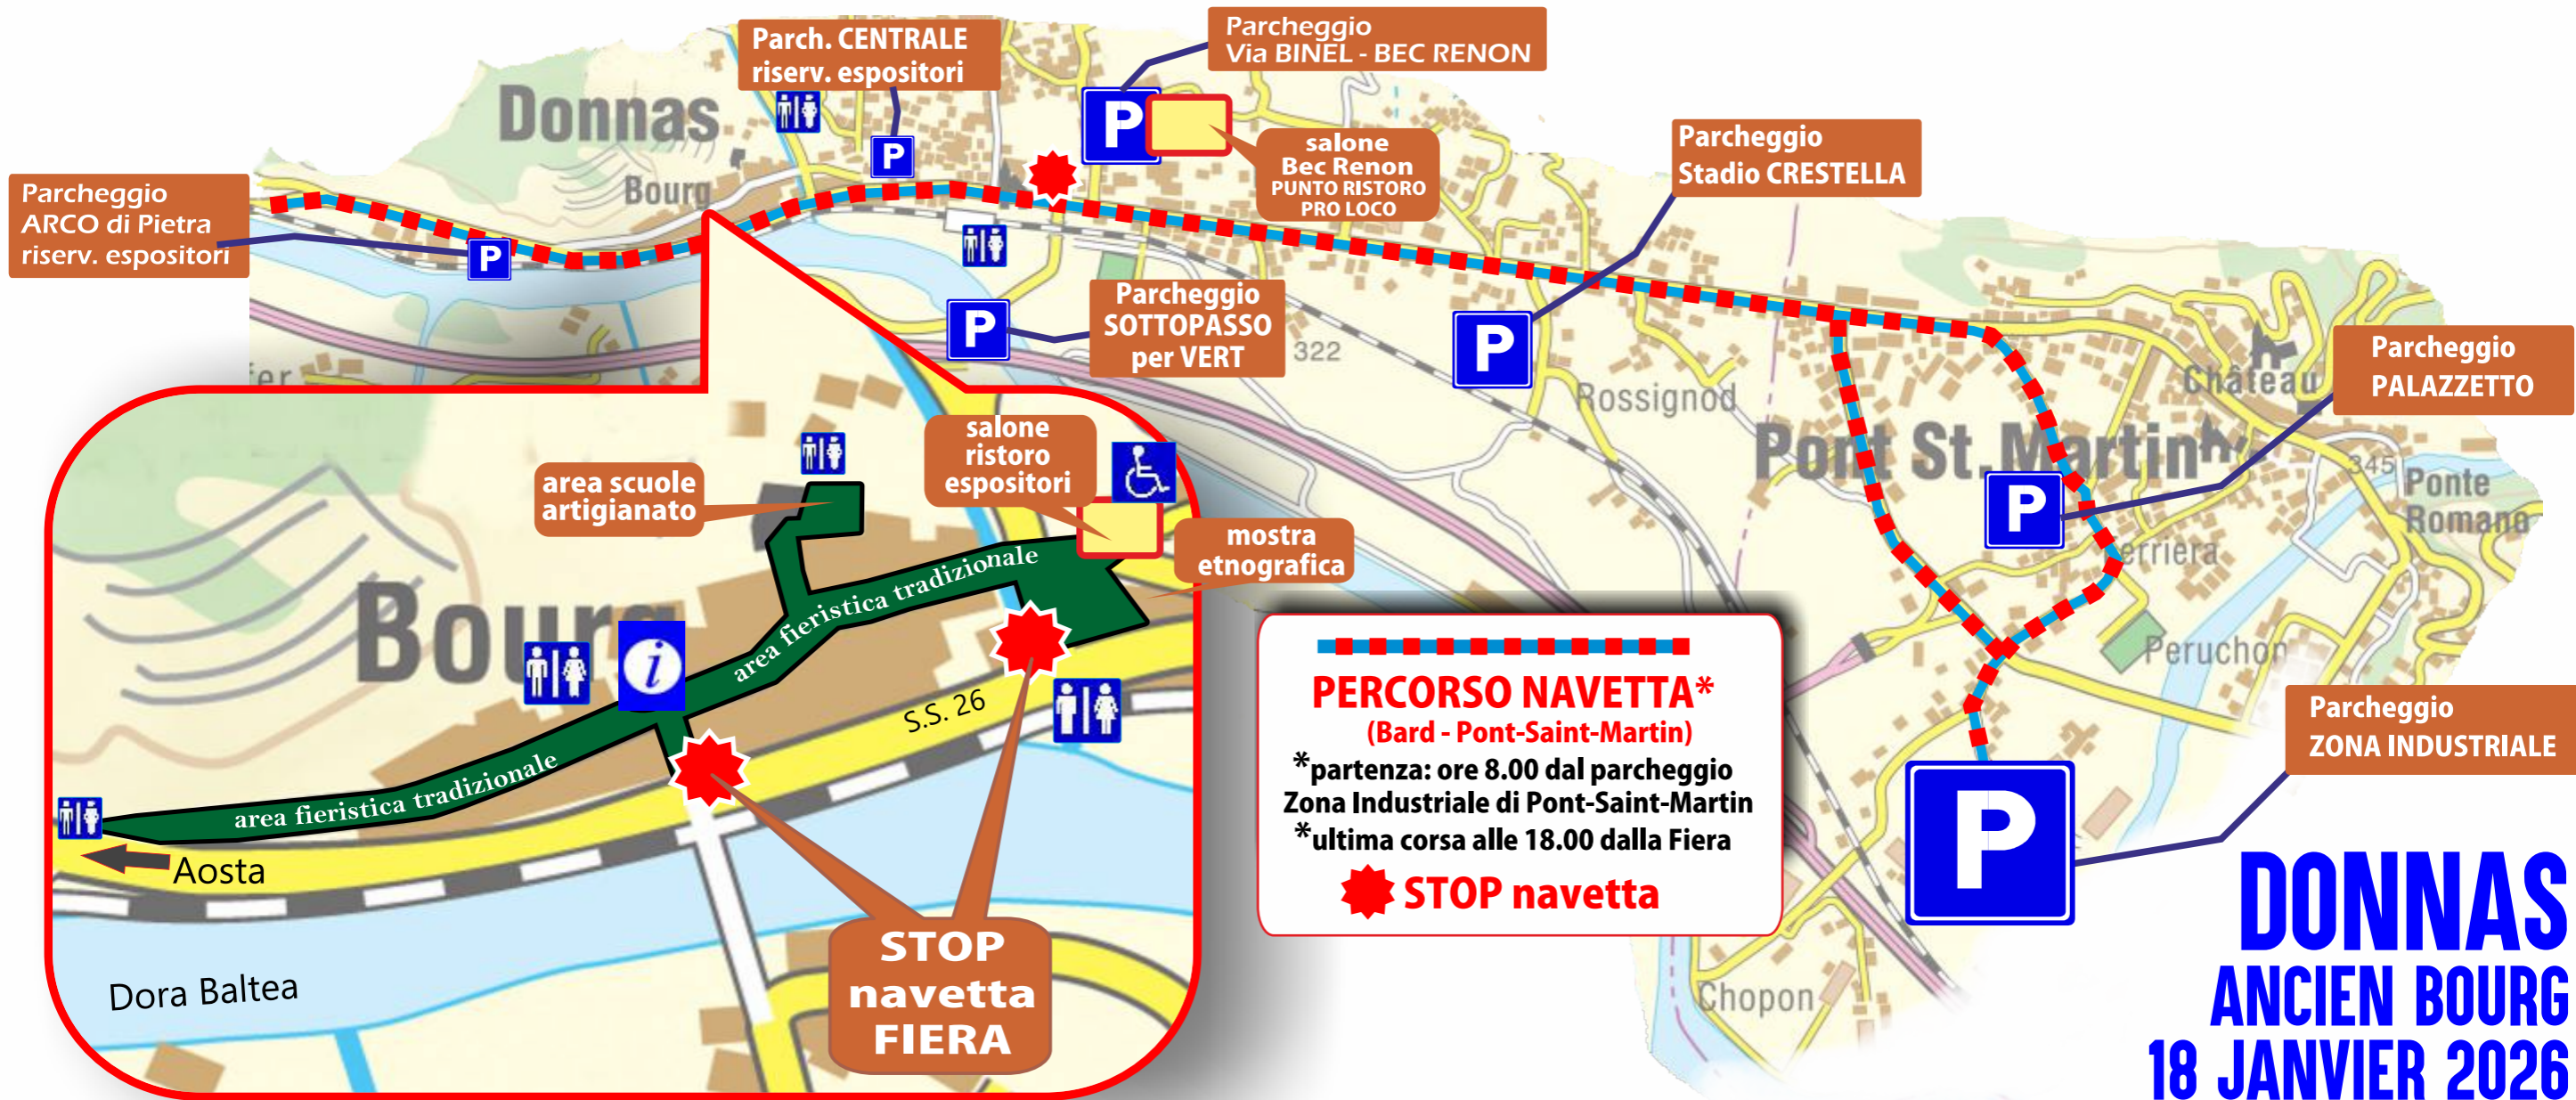 Parch. CENTRALE
riserv. espositori
Parcheggio
Via BINEL - BEC RENON
P
P
Donnas
Bourg
salone
Bec Renon
PUNTO RISTORO
PRO LOCO
Parcheggio
Stadio CRESTELLA
Parcheggio
ARCO di Pietra
riserv. espositori
P
Parcheggio
SOTTOPASSO
per VERT
P
322
P
Rossignod
Château
Parcheggio
PALAZZETTO
Pont St. Martin
P
345
Ponte
Romano
Peruchon
Parcheggio
ZONA INDUSTRIALE
P
Chopon
area scuole
artigianato
salone
ristoro
espositori
mostra
etnografica
Bourg
i
area fieristica tradizionale
area fieristica tradizionale
S.S. 26
Aosta
Dora Baltea
STOP
navetta
FIERA
PERCORSO NAVETTA*
(Bard - Pont-Saint-Martin)
*partenza: ore 8.00 dal parcheggio
Zona Industriale di Pont-Saint-Martin
*ultima corsa alle 18.00 dalla Fiera
STOP navetta
DONNAS
ANCIEN BOURG
18 JANVIER 2026